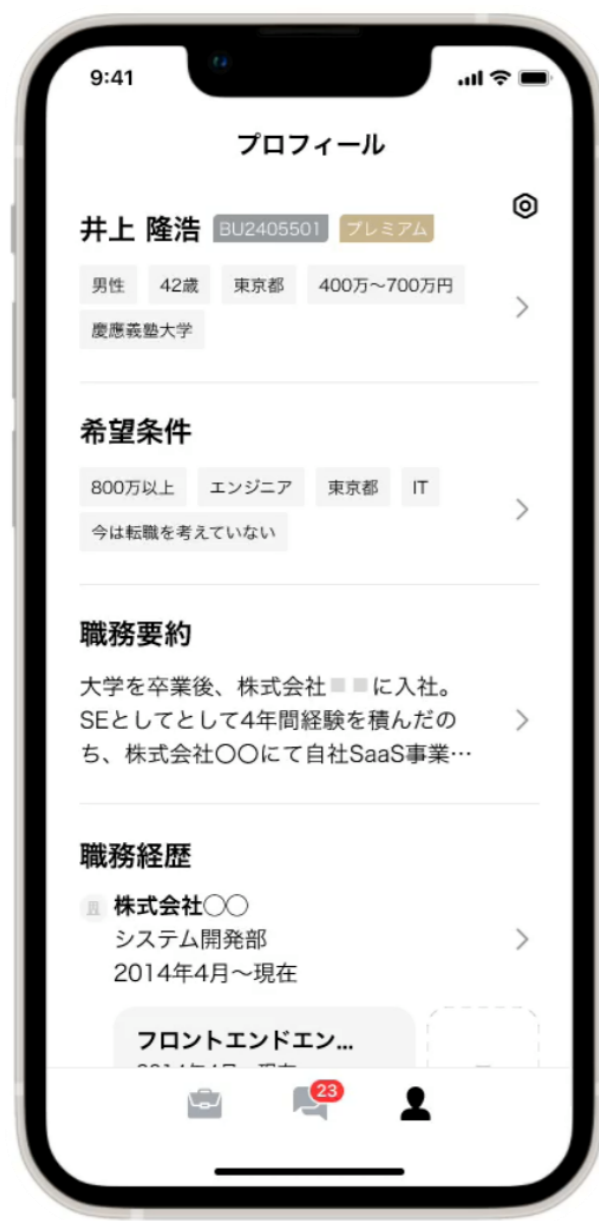 9:41
プロフィール
井上 隆浩 BU2405501 プレミアム
男性 42歳 東京都 400万〜700万円
慶應義塾大学
希望条件
800万以上 エンジニア 東京都 IT
今は転職を考えていない
職務要約
大学を卒業後、株式会社■■に入社。
SEとしてとして4年間経験を積んだの
ち、株式会社〇〇にて自社SaaS事業…
職務経歴
株式会社〇〇
システム開発部
2014年4月〜現在
フロントエンドエン...
23